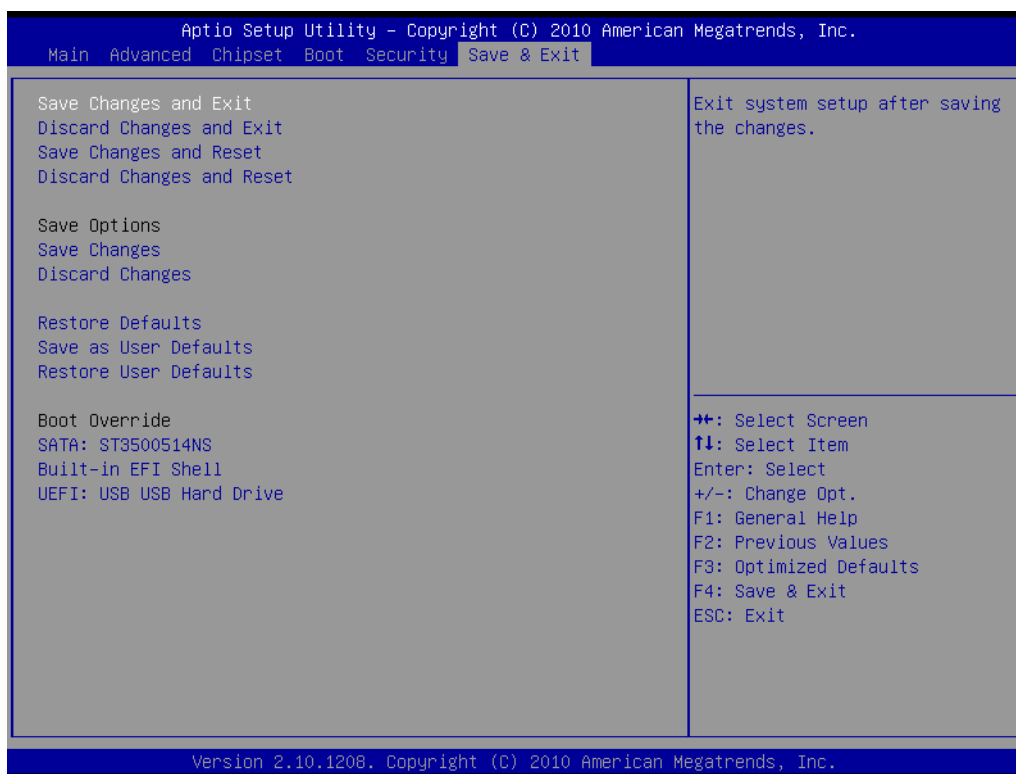 Aptio Setup Utility – Copyright (C) 2010 American Megatrends, Inc.
Main Advanced Chipset Boot Security Save & Exit
Save Changes and Exit
Discard Changes and Exit
Save Changes and Reset
Discard Changes and Reset
Save Options
Save Changes
Discard Changes
Restore Defaults
Save as User Defaults
Restore User Defaults
Boot Override
SATA: ST3500514NS
Built-in EFI Shell
UEFI: USB USB Hard Drive
Exit system setup after saving
the changes.
→←: Select Screen
↑↓: Select Item
Enter: Select
+/-: Change Opt.
F1: General Help
F2: Previous Values
F3: Optimized Defaults
F4: Save & Exit
ESC: Exit
Version 2.10.1208. Copyright (C) 2010 American Megatrends, Inc.